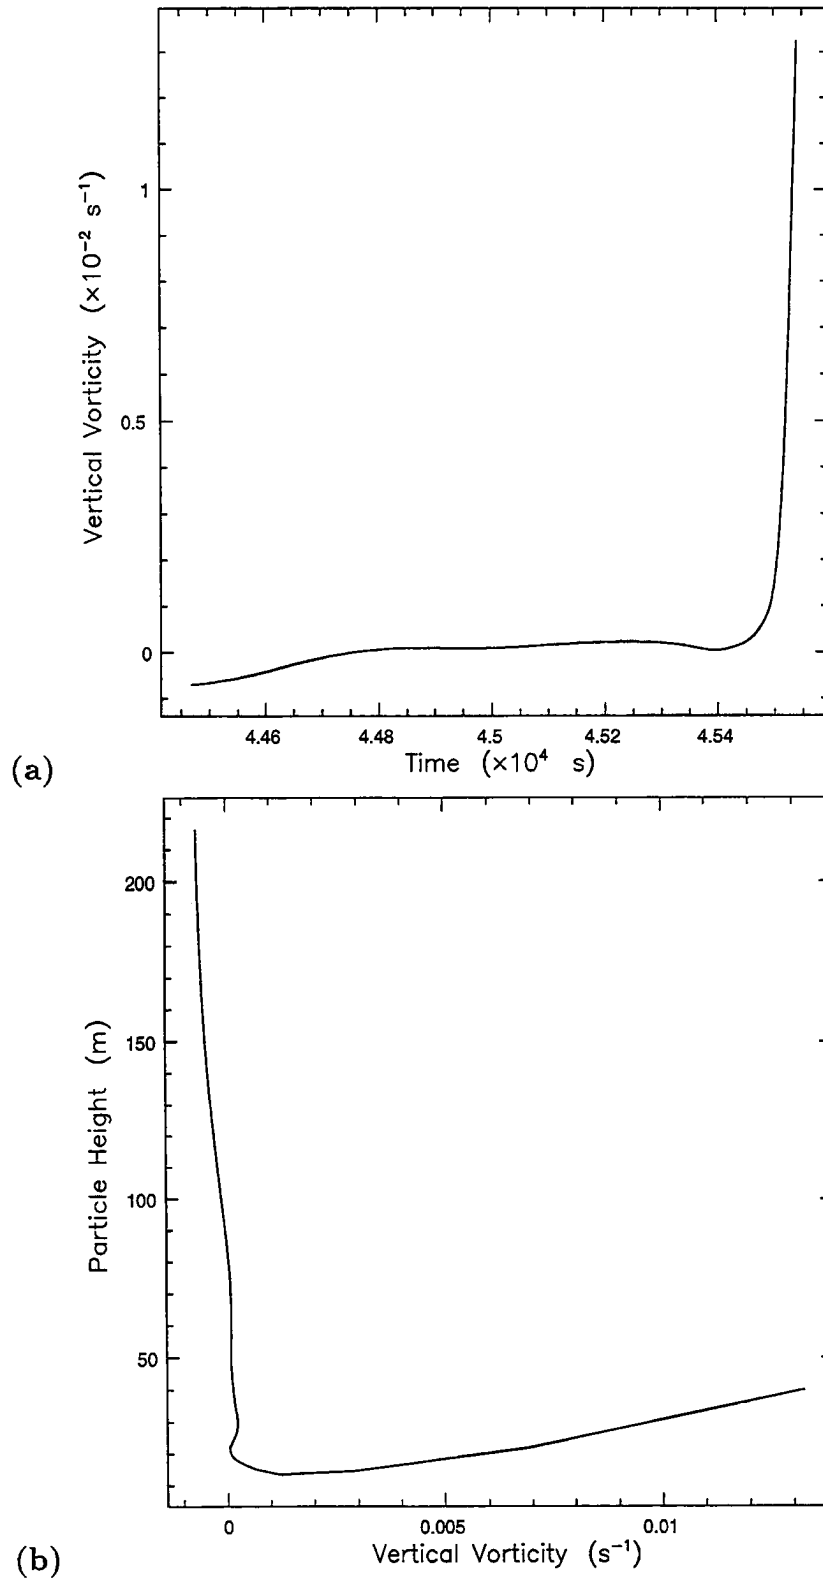 Vertical Vorticity (×10⁻² s⁻¹)
1
0.5
0
4.46 4.48 4.5 4.52 4.54
Time (×10⁴ s)
(a)
Particle Height (m)
200
150
100
50
0 0.005 0.01
Vertical Vorticity (s⁻¹)
(b)